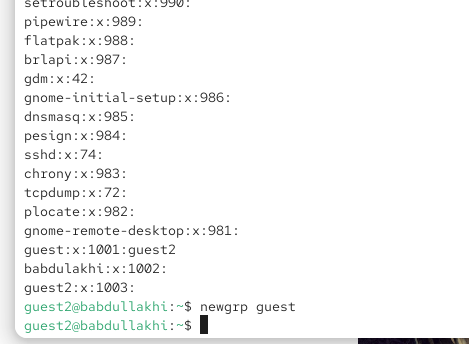 setroubleshoot:x:990:
pipewire:x:989:
flatpak:x:988:
brlapi:x:987:
gdm:x:42:
gnome-initial-setup:x:986:
dnsmasq:x:985:
pesign:x:984:
sshd:x:74:
chrony:x:983:
tcpdump:x:72:
plocate:x:982:
gnome-remote-desktop:x:981:
guest:x:1001:guest2
babdulakhi:x:1002:
guest2:x:1003:
guest2@babdullakhi:~$ newgrp guest
guest2@babdullakhi:~$